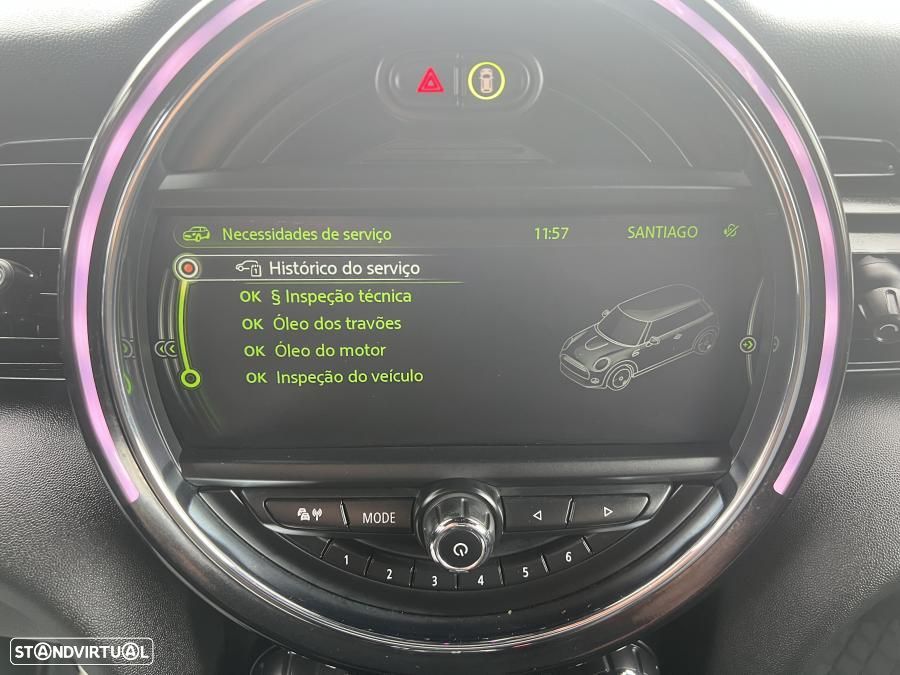 Necessidades de serviço 11:57 SANTIAGO
Histórico do serviço
OK § Inspeção técnica
OK Óleo dos travões
OK Óleo do motor
OK Inspeção do veículo
MODE
1 2 3 4 5 6
STANDVIRTUAL